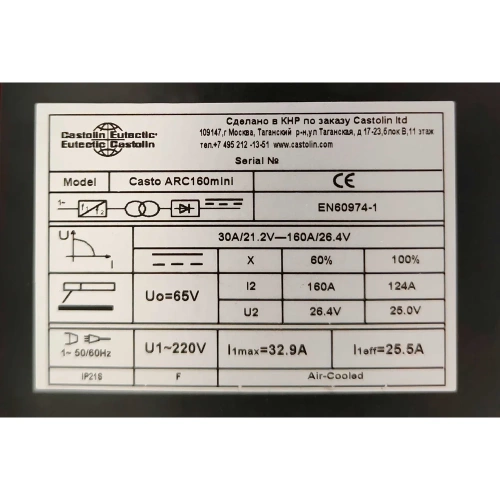 Сделано в КНР по заказу Castolin ltd
109147,г Москва, Таганский р-н,ул Таганская, д 17-23,блок В,11 этаж
тел.+7 495 212 -13-51 www.castolin.com
Castolin Eutectic
Eutectic Castolin
Serial №
Model Casto ARC160mini CE
1~ f1 f2 EN60974-1
U I 30A/21.2V—160A/26.4V
X 60% 100%
Uo=65V I2 160A 124A
U2 26.4V 25.0V
1~ 50/60Hz U1~220V I1max=32.9A I1eff=25.5A
IP21S F Air-Cooled